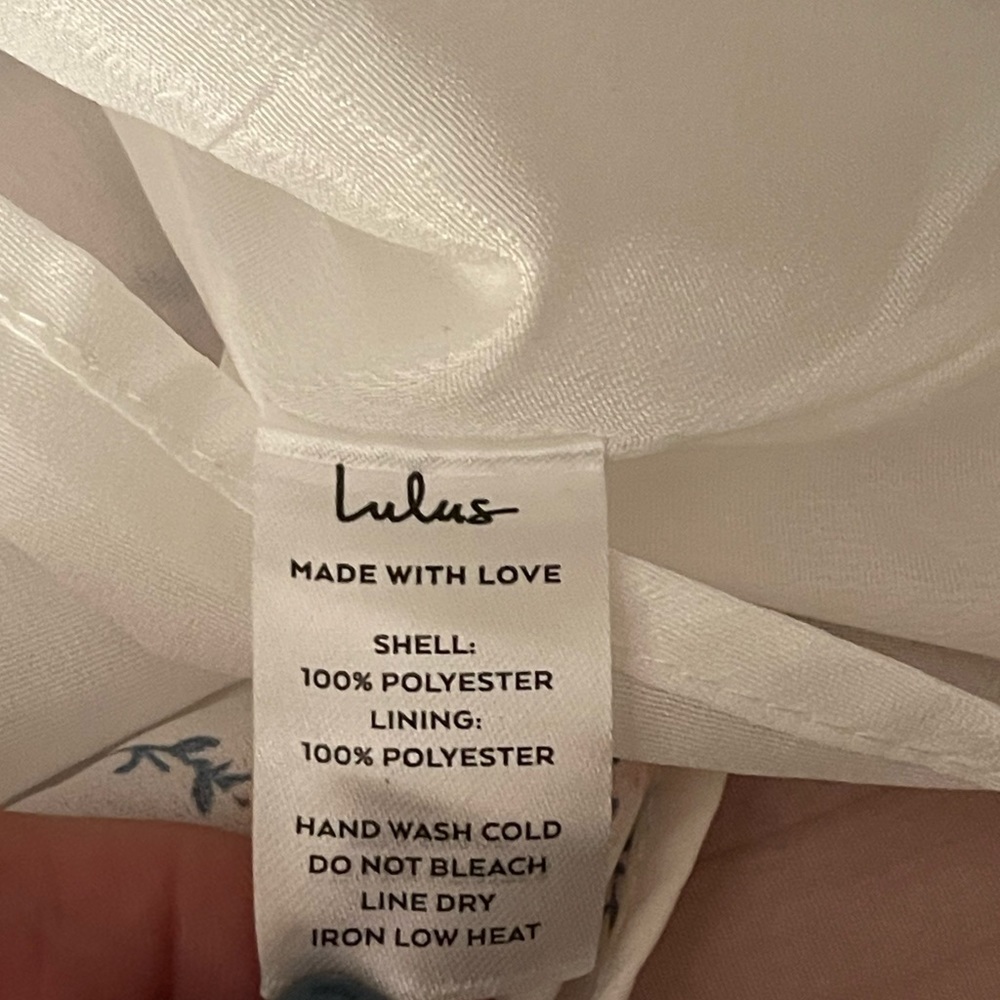 Lulus
MADE WITH LOVE
SHELL:
100% POLYESTER
LINING:
100% POLYESTER
HAND WASH COLD
DO NOT BLEACH
LINE DRY
IRON LOW HEAT